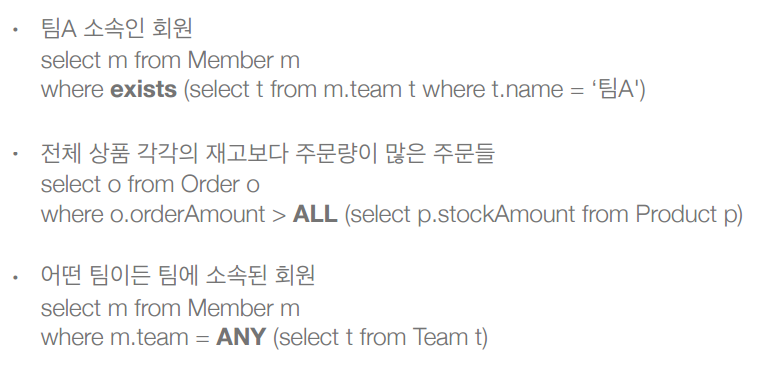 • 팀A 소속인 회원
select m from Member m
where exists (select t from m.team t where t.name = ‘팀A')
• 전체 상품 각각의 재고보다 주문량이 많은 주문들
select o from Order o
where o.orderAmount > ALL (select p.stockAmount from Product p)
• 어떤 팀이든 팀에 소속된 회원
select m from Member m
where m.team = ANY (select t from Team t)